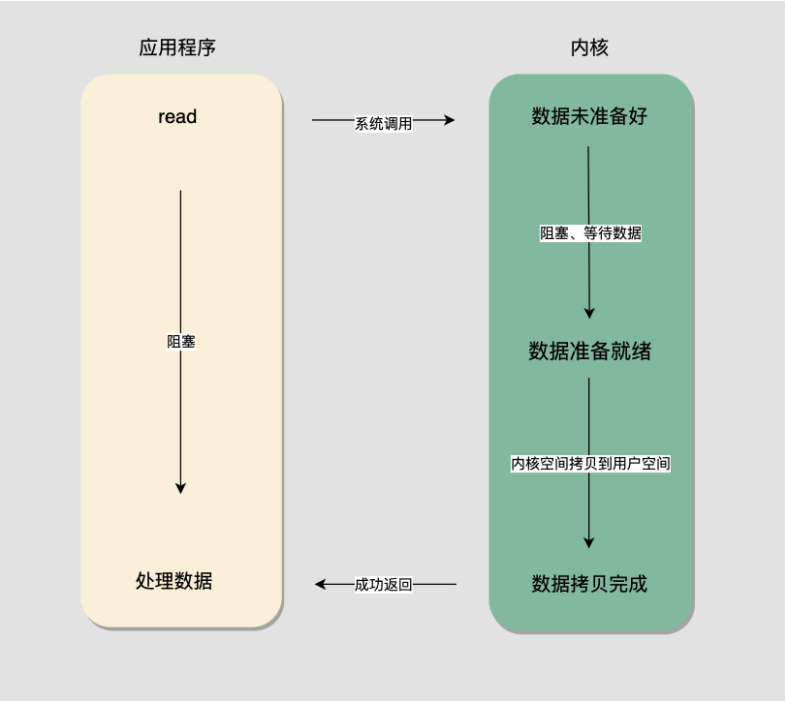 应用程序
内核
read
系统调用
数据未准备好
阻塞、等待数据
阻塞
数据准备就绪
内核空间拷贝到用户空间
处理数据
成功返回
数据拷贝完成